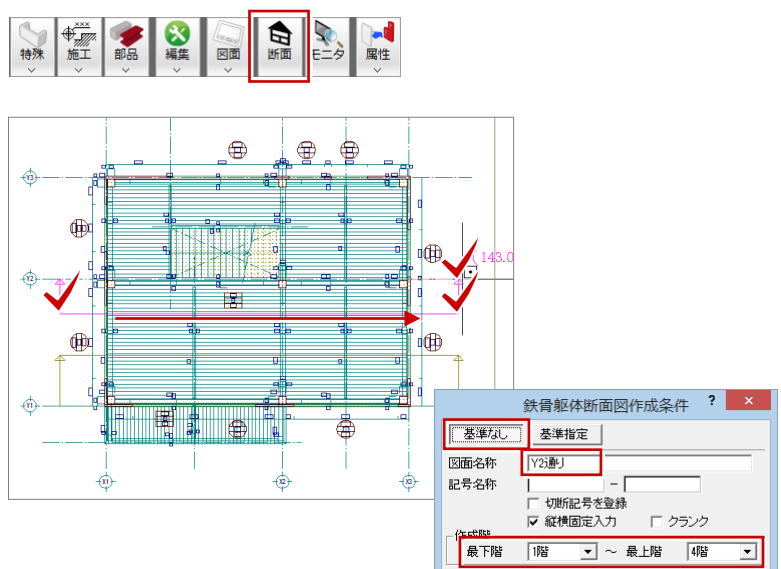 特殊 施工 部品 編集 図面 断面 モニタ 属性
Y3
(143.0
Y2
Y1
X1 X2 X3
鉄骨躯体断面図作成条件 ? ×
基準なし 基準指定
図面名称 Y2通り
記号名称 －
切断記号を登録
縦横固定入力 クランク
作成階
最下階 1階 ～ 最上階 4階